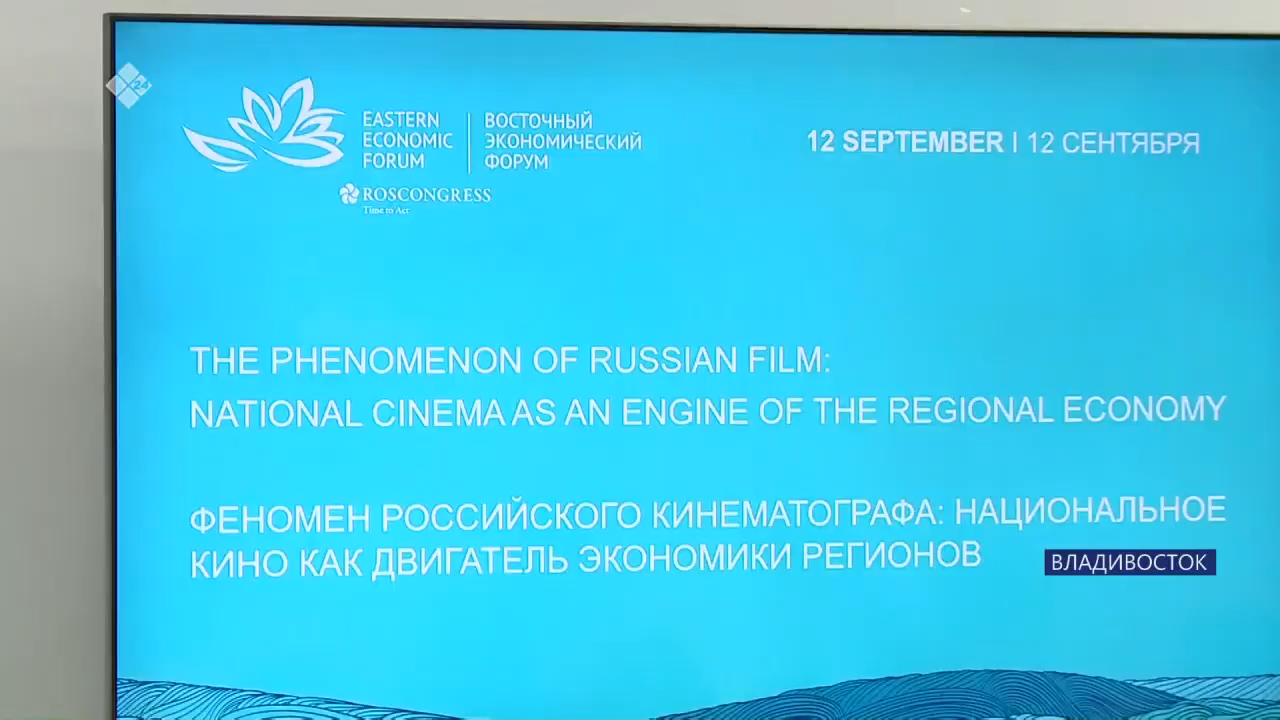 24
EASTERN
ECONOMIC
FORUM
ВОСТОЧНЫЙ
ЭКОНОМИЧЕСКИЙ
ФОРУМ
ROSCONGRESS
Time to Act
12 SEPTEMBER | 12 СЕНТЯБРЯ
THE PHENOMENON OF RUSSIAN FILM:
NATIONAL CINEMA AS AN ENGINE OF THE REGIONAL ECONOMY
ФЕНОМЕН РОССИЙСКОГО КИНЕМАТОГРАФА: НАЦИОНАЛЬНОЕ
КИНО КАК ДВИГАТЕЛЬ ЭКОНОМИКИ РЕГИОНОВ
ВЛАДИВОСТОК